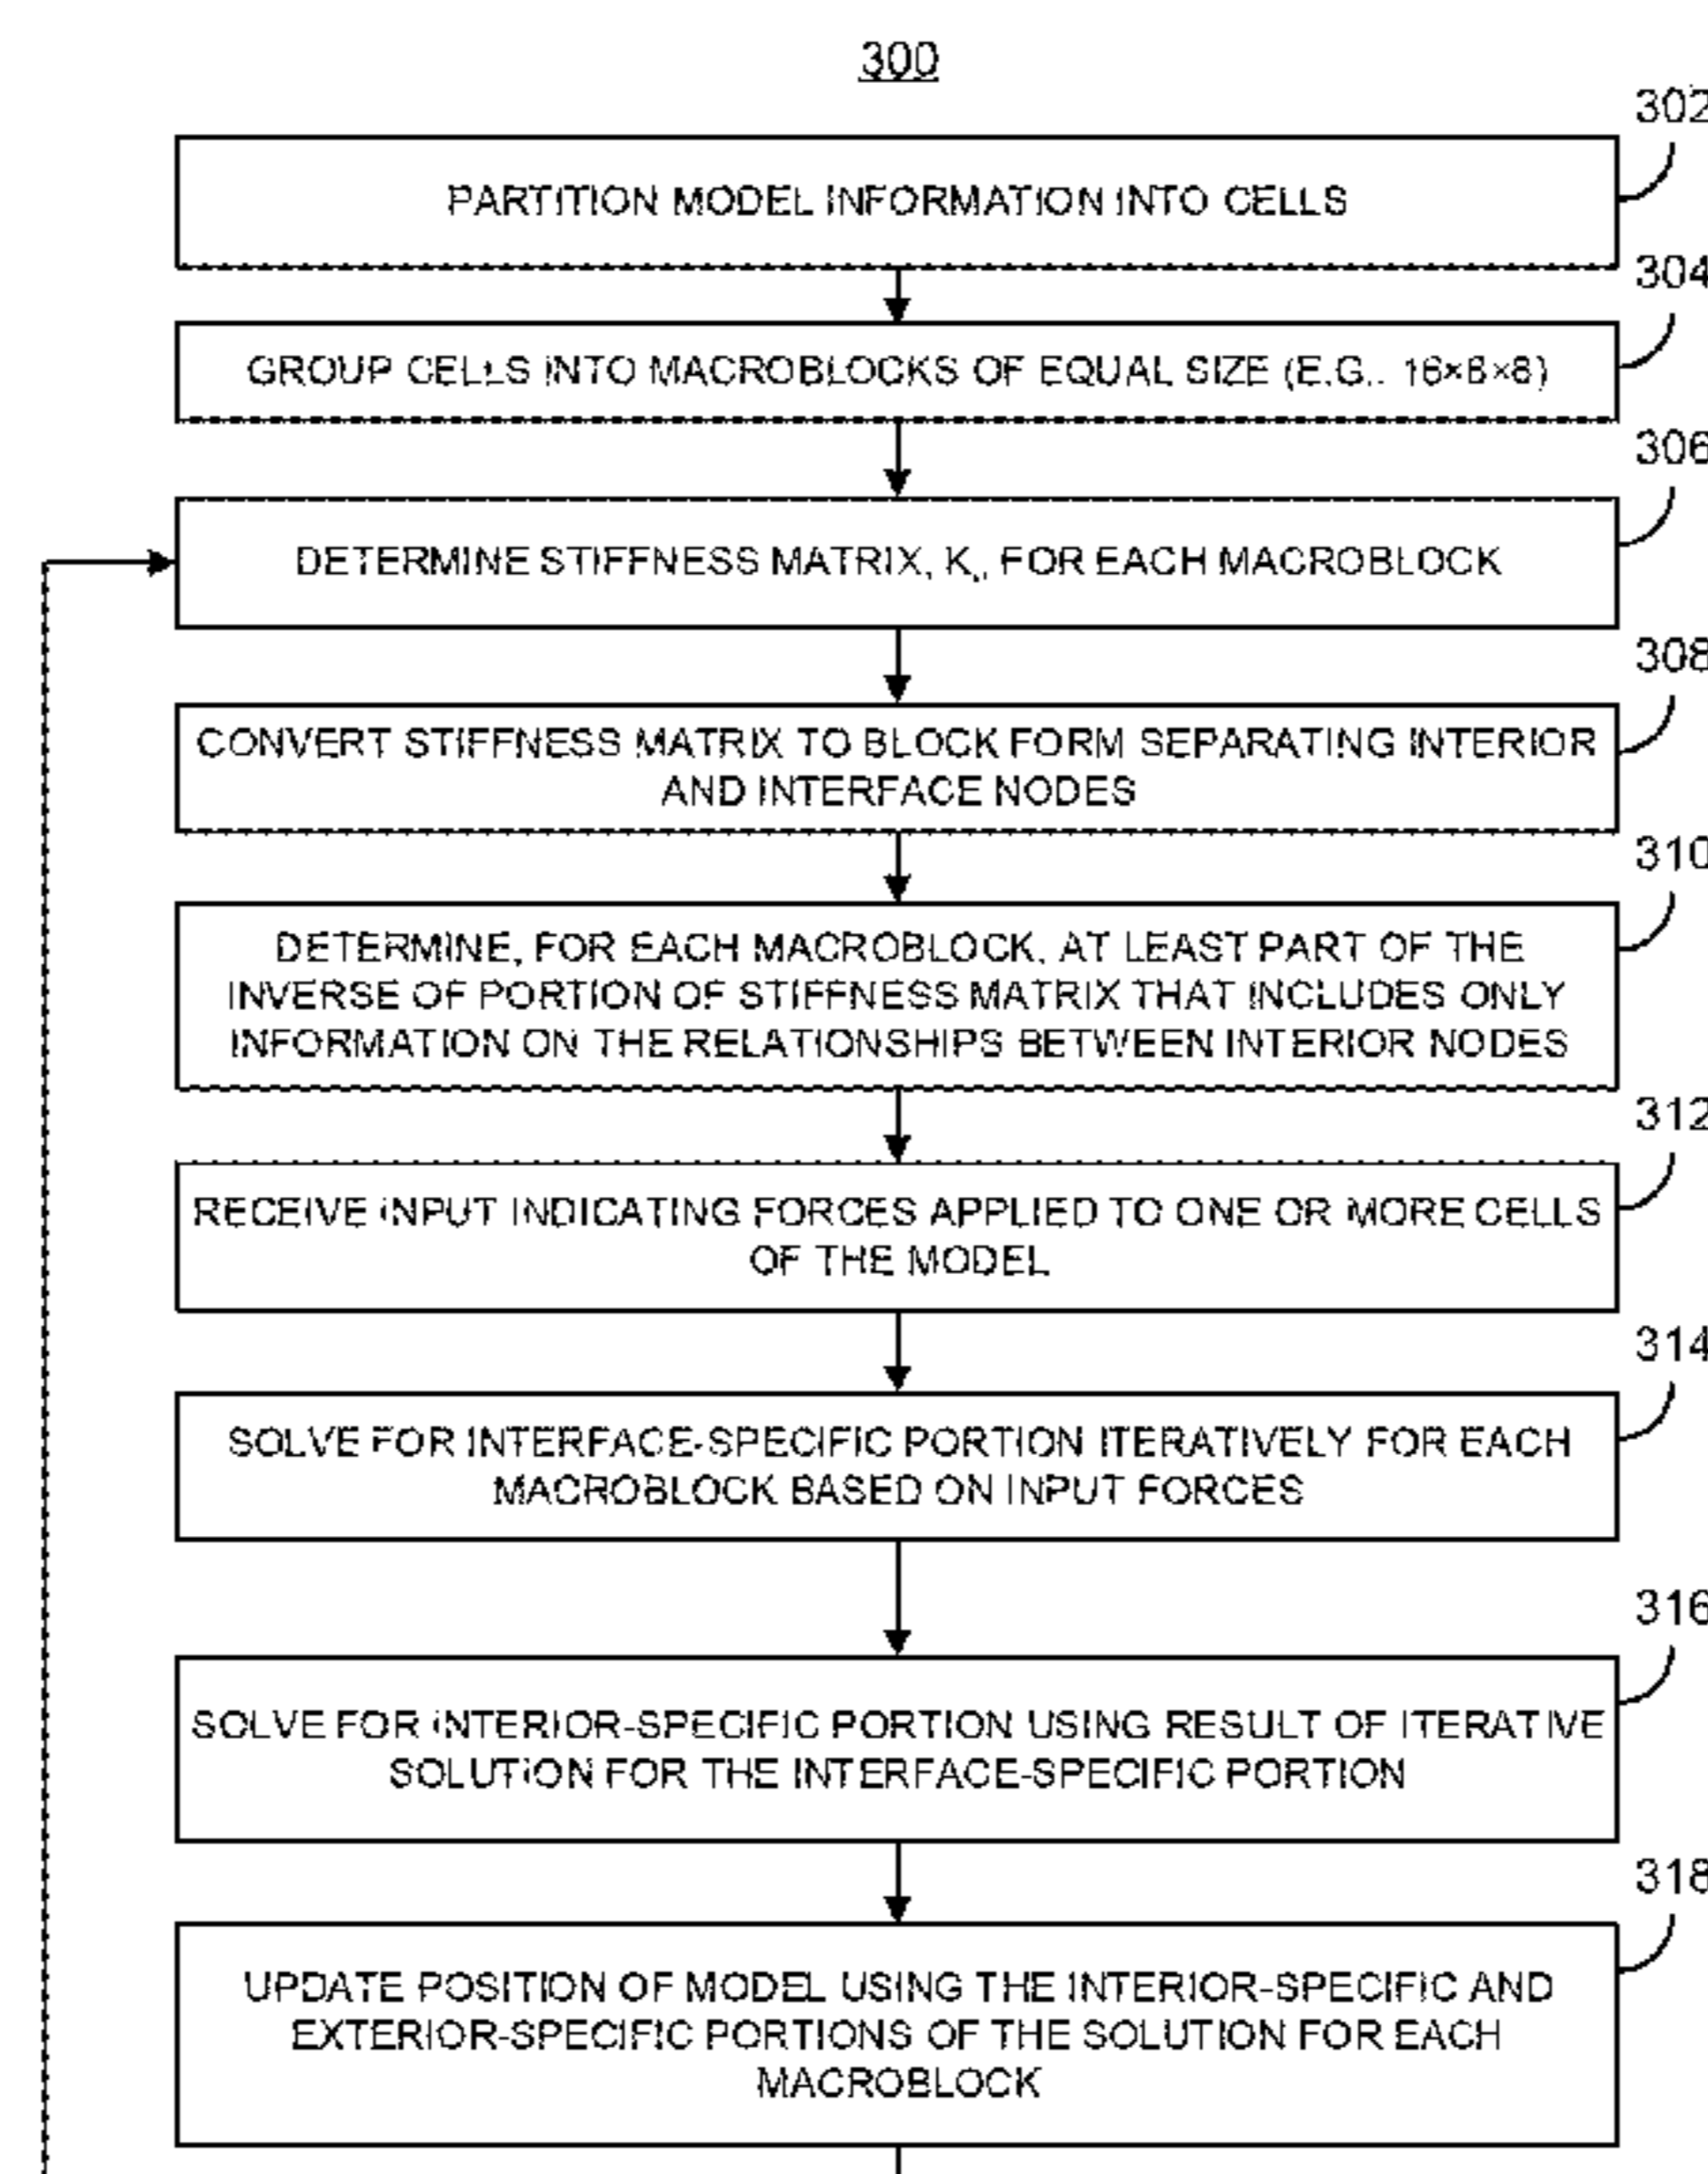 300
302
PARTITION MODEL INFORMATION INTO CELLS
304
GROUP CELLS INTO MACROBLOCKS OF EQUAL SIZE (E.G., 16×8×8)
306
DETERMINE STIFFNESS MATRIX, K, FOR EACH MACROBLOCK
308
CONVERT STIFFNESS MATRIX TO BLOCK FORM SEPARATING INTERIOR
AND INTERFACE NODES
310
DETERMINE, FOR EACH MACROBLOCK, AT LEAST PART OF THE
INVERSE OF PORTION OF STIFFNESS MATRIX THAT INCLUDES ONLY
INFORMATION ON THE RELATIONSHIPS BETWEEN INTERIOR NODES
312
RECEIVE INPUT INDICATING FORCES APPLIED TO ONE OR MORE CELLS
OF THE MODEL
314
SOLVE FOR INTERFACE-SPECIFIC PORTION ITERATIVELY FOR EACH
MACROBLOCK BASED ON INPUT FORCES
316
SOLVE FOR INTERIOR-SPECIFIC PORTION USING RESULT OF ITERATIVE
SOLUTION FOR THE INTERFACE-SPECIFIC PORTION
318
UPDATE POSITION OF MODEL USING THE INTERIOR-SPECIFIC AND
EXTERIOR-SPECIFIC PORTIONS OF THE SOLUTION FOR EACH
MACROBLOCK